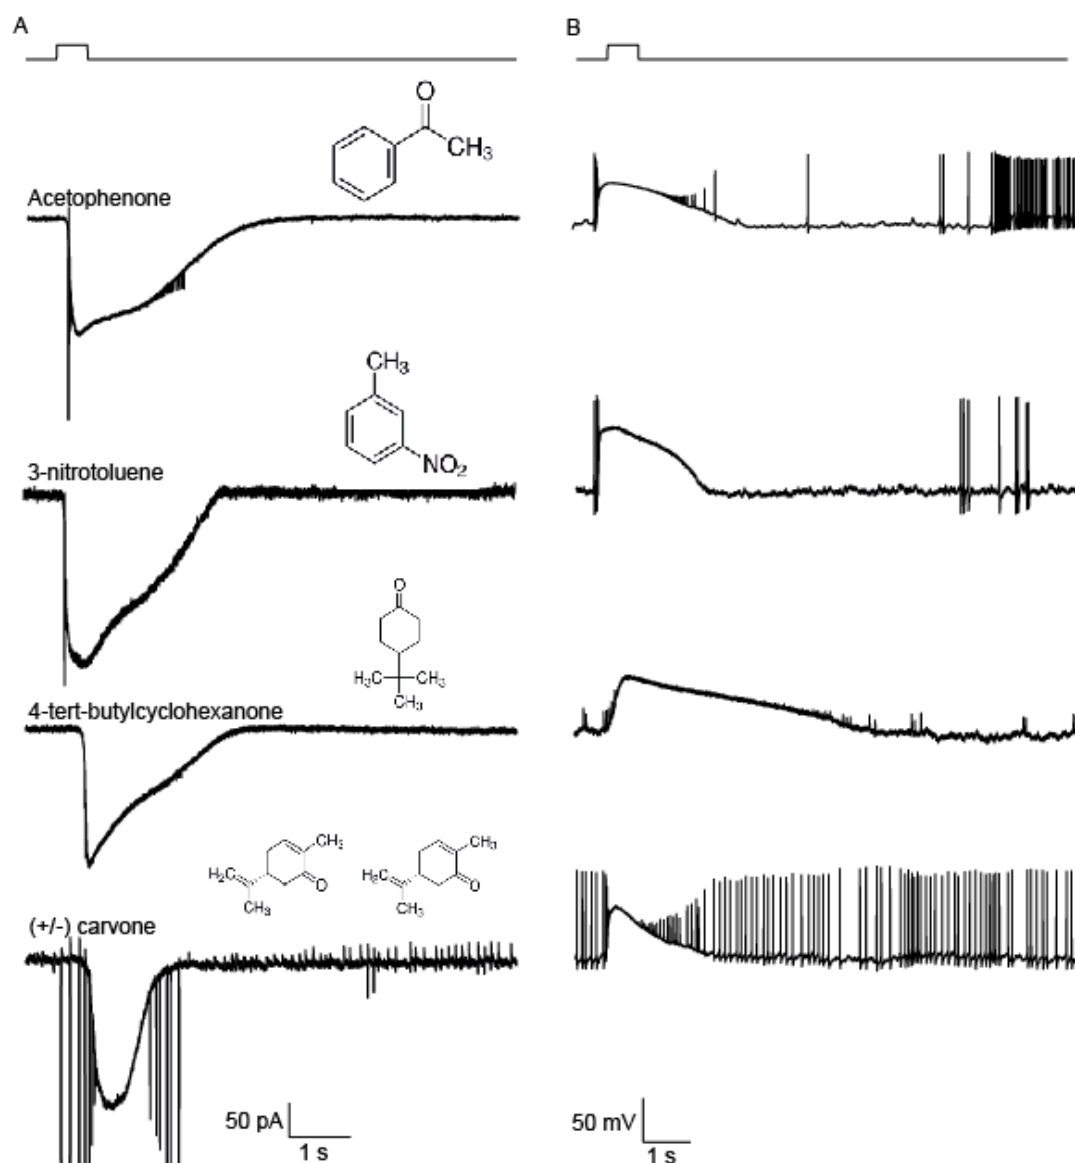 A
B
O
CH₃
Acetophenone
CH₃
3-nitrotoluene
NO₂
O
H₃C
CH₃
CH₃
4-tert-butylcyclohexanone
CH₃
CH₃
H₂C
O
H₂C
O
CH₃
CH₃
(+/-) carvone
50 pA
1 s
50 mV
1 s